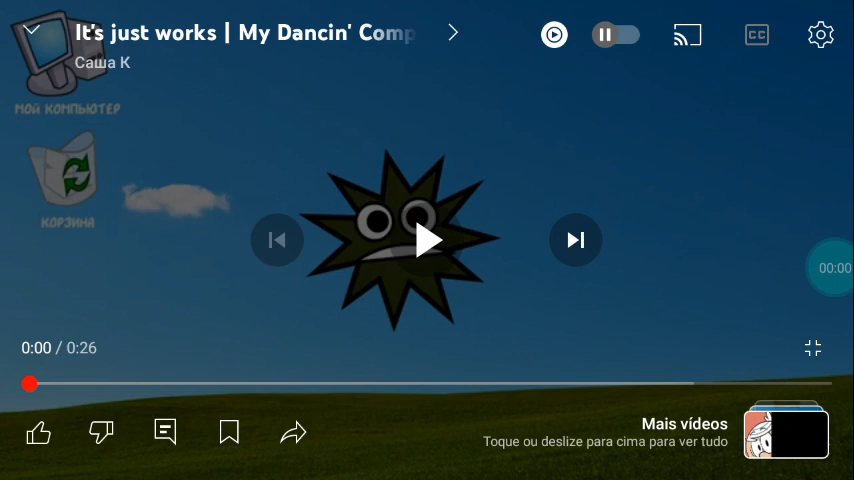 It's just works | My Dancin' Comp
Саша К
CC
МОЙ КОМПЬЮТЕР
КОРЗИНА
00:00
0:00 / 0:26
Mais vídeos
Toque ou deslize para cima para ver tudo